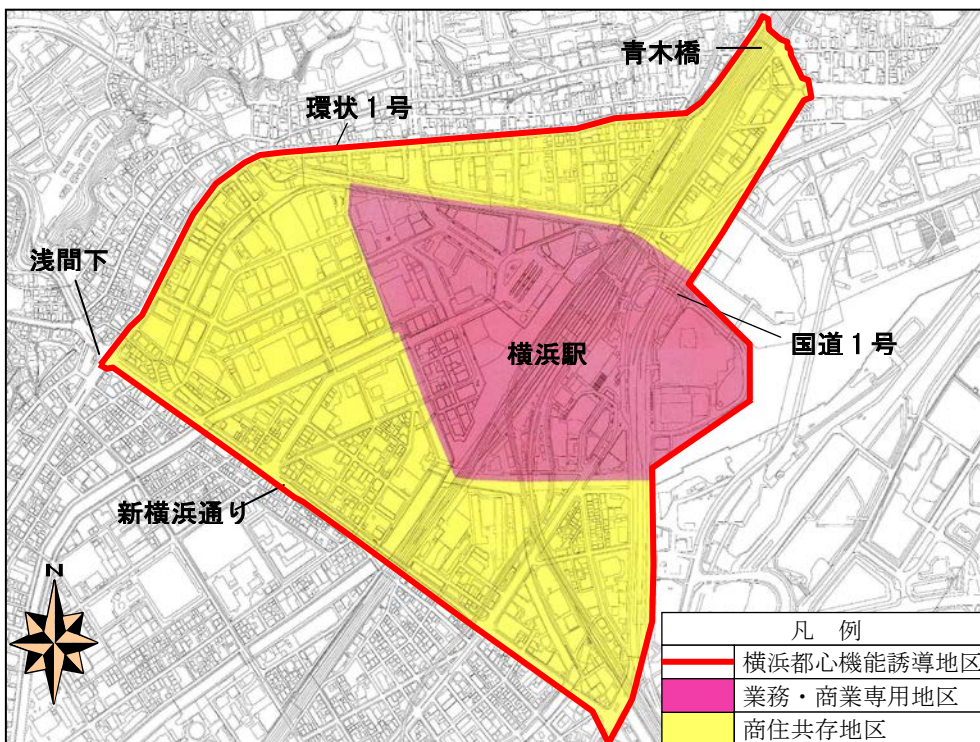 青木橋
環状1号
浅間下
国道1号
横浜駅
新横浜通り
N
凡 例
横浜都心機能誘導地区
業務・商業専用地区
商住共存地区